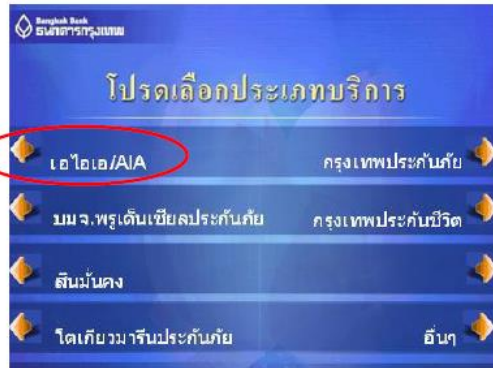 Bangkok Bank
ธนาคารกรุงเทพ
โปรดเลือกประเภทบริการ
เอไอเอ/AIA
กรุงเทพประกันภัย
บมจ.พรูเด็นเชียลประกันภัย
กรุงเทพประกันชีวิต
สินมั่นคง
โตเกียวมารีนประกันภัย
อื่นๆ